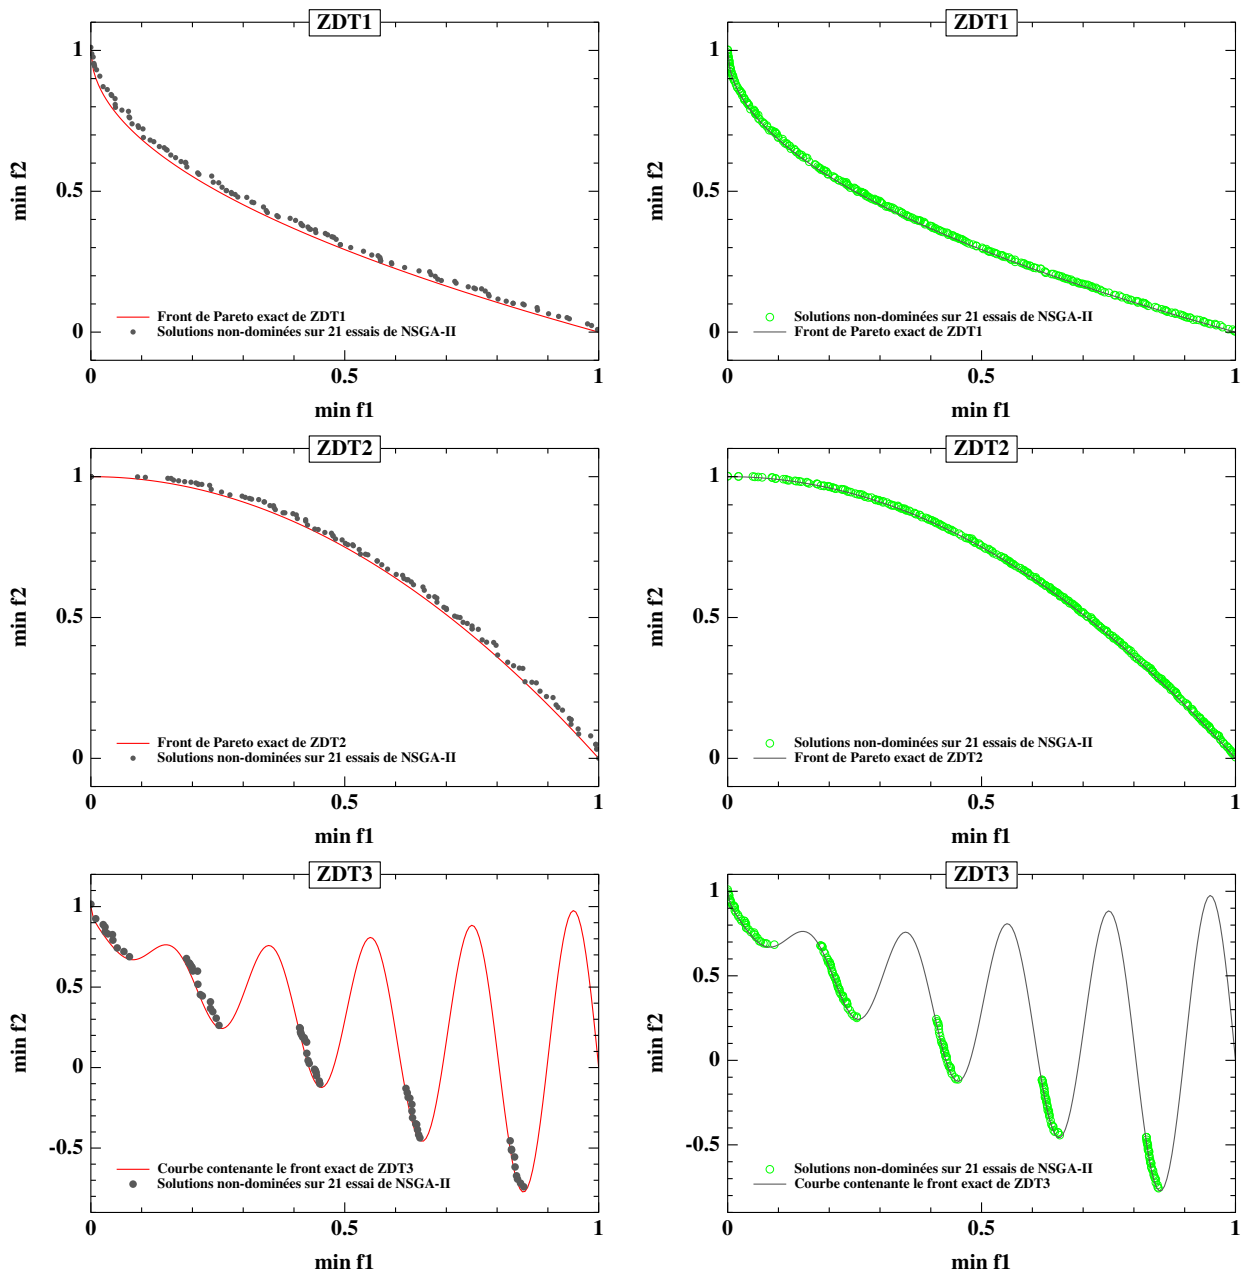 ZDT1
1
0.5
0
min f2
Front de Pareto exact de ZDT1
Solutions non-dominées sur 21 essais de NSGA-II
0
0.5
1
min f1
ZDT1
1
0.5
0
min f2
Solutions non-dominées sur 21 essais de NSGA-II
Front de Pareto exact de ZDT1
0
0.5
1
min f1
ZDT2
1
0.5
0
min f2
Front de Pareto exact de ZDT2
Solutions non-dominées sur 21 essais de NSGA-II
0
0.5
1
min f1
ZDT2
1
0.5
0
min f2
Solutions non-dominées sur 21 essais de NSGA-II
Front de Pareto exact de ZDT2
0
0.5
1
min f1
ZDT3
1
0.5
0
-0.5
min f2
Courbe contenante le front exact de ZDT3
Solutions non-dominées sur 21 essai de NSGA-II
0
0.5
1
min f1
ZDT3
1
0.5
0
-0.5
min f2
Solutions non-dominées sur 21 essais de NSGA-II
Courbe contenante le front exact de ZDT3
0
0.5
1
min f1